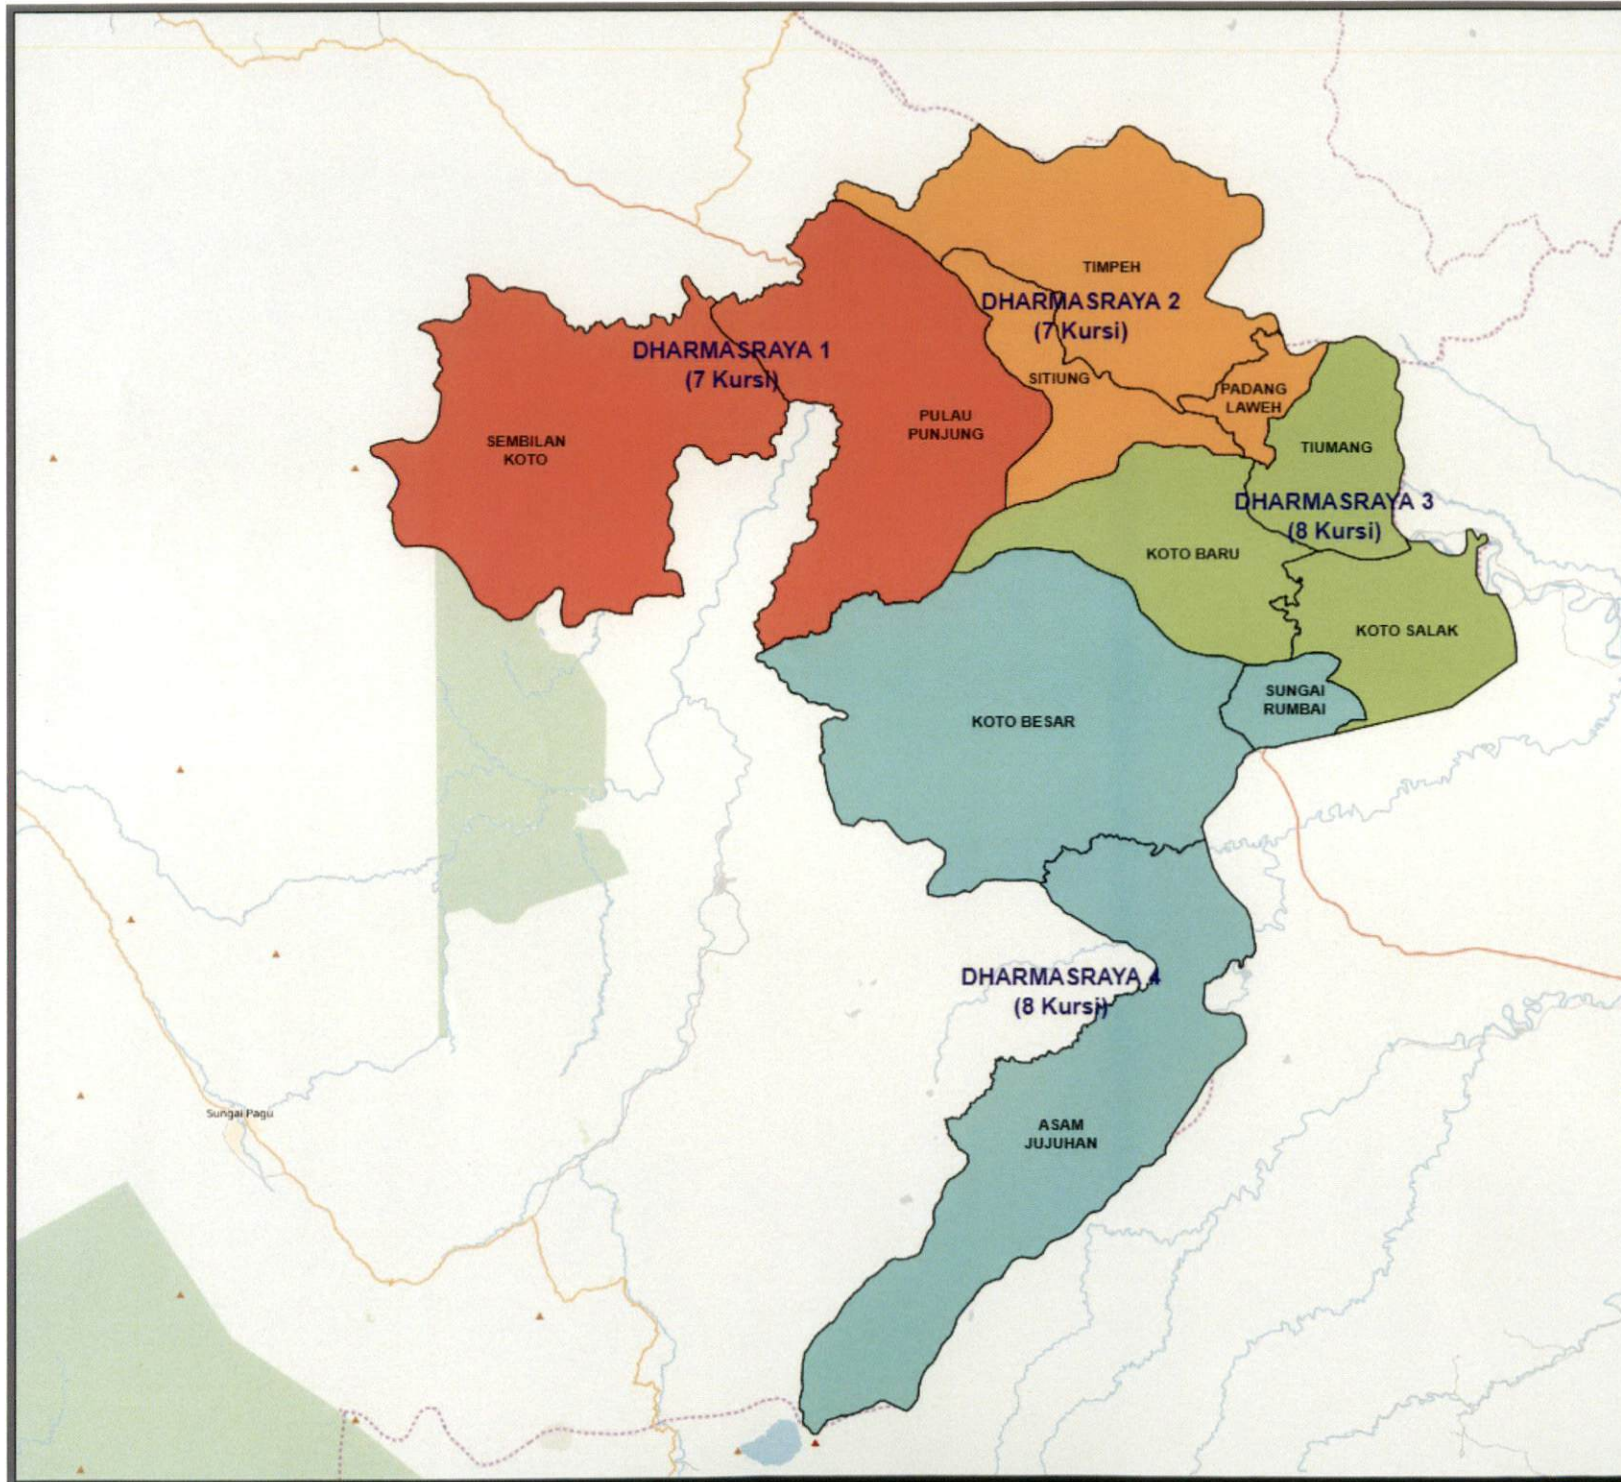 TIMPEH
DHARMASRAYA 2
(7 Kursi)
DHARMASRAYA 1
(7 Kursi)
SITIUNG
PADANG
LAWEH
PULAU
PUNJUNG
SEMBILAN
KOTO
TIUMANG
DHARMASRAYA 3
(8 Kursi)
KOTO BARU
KOTO SALAK
SUNGAI
RUMBAI
KOTO BESAR
DHARMASRAYA 4
(8 Kursi)
Sungai Pagu
ASAM
JUJUHAN